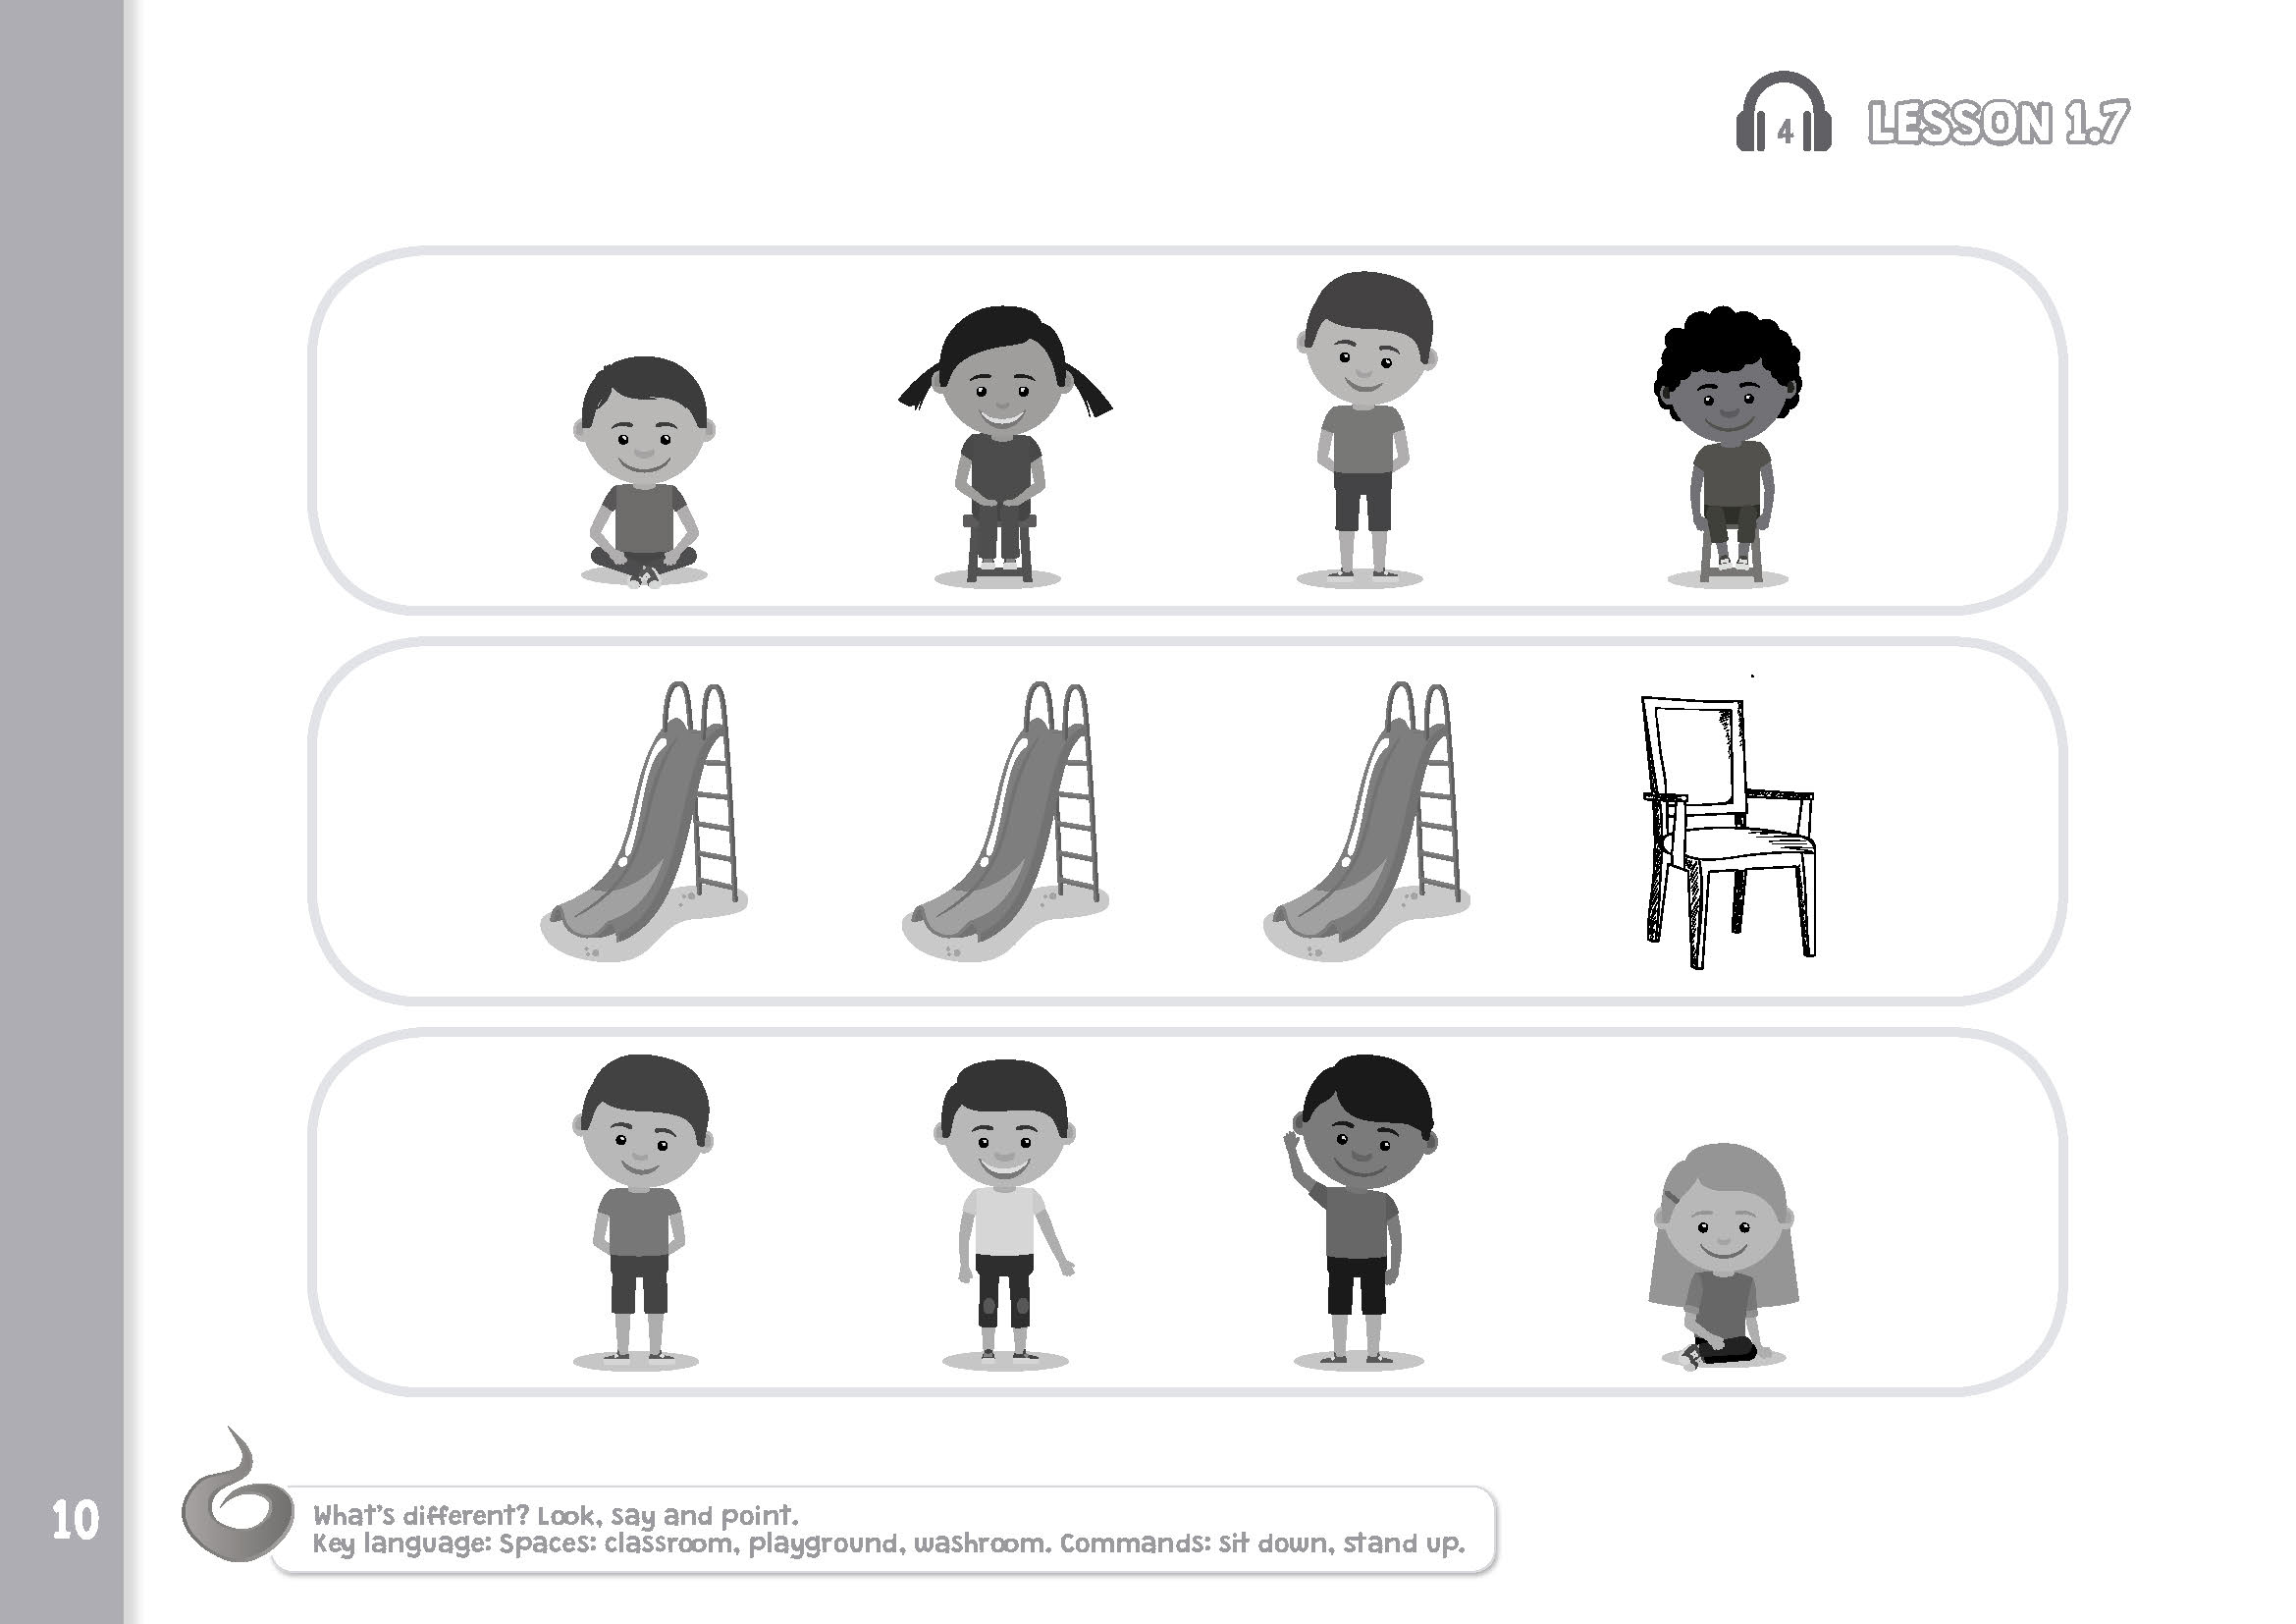 4 LESSON 1.7
What's different? Look, say and point.
Key language: Spaces: classroom, playground, washroom. Commands: sit down, stand up.
10